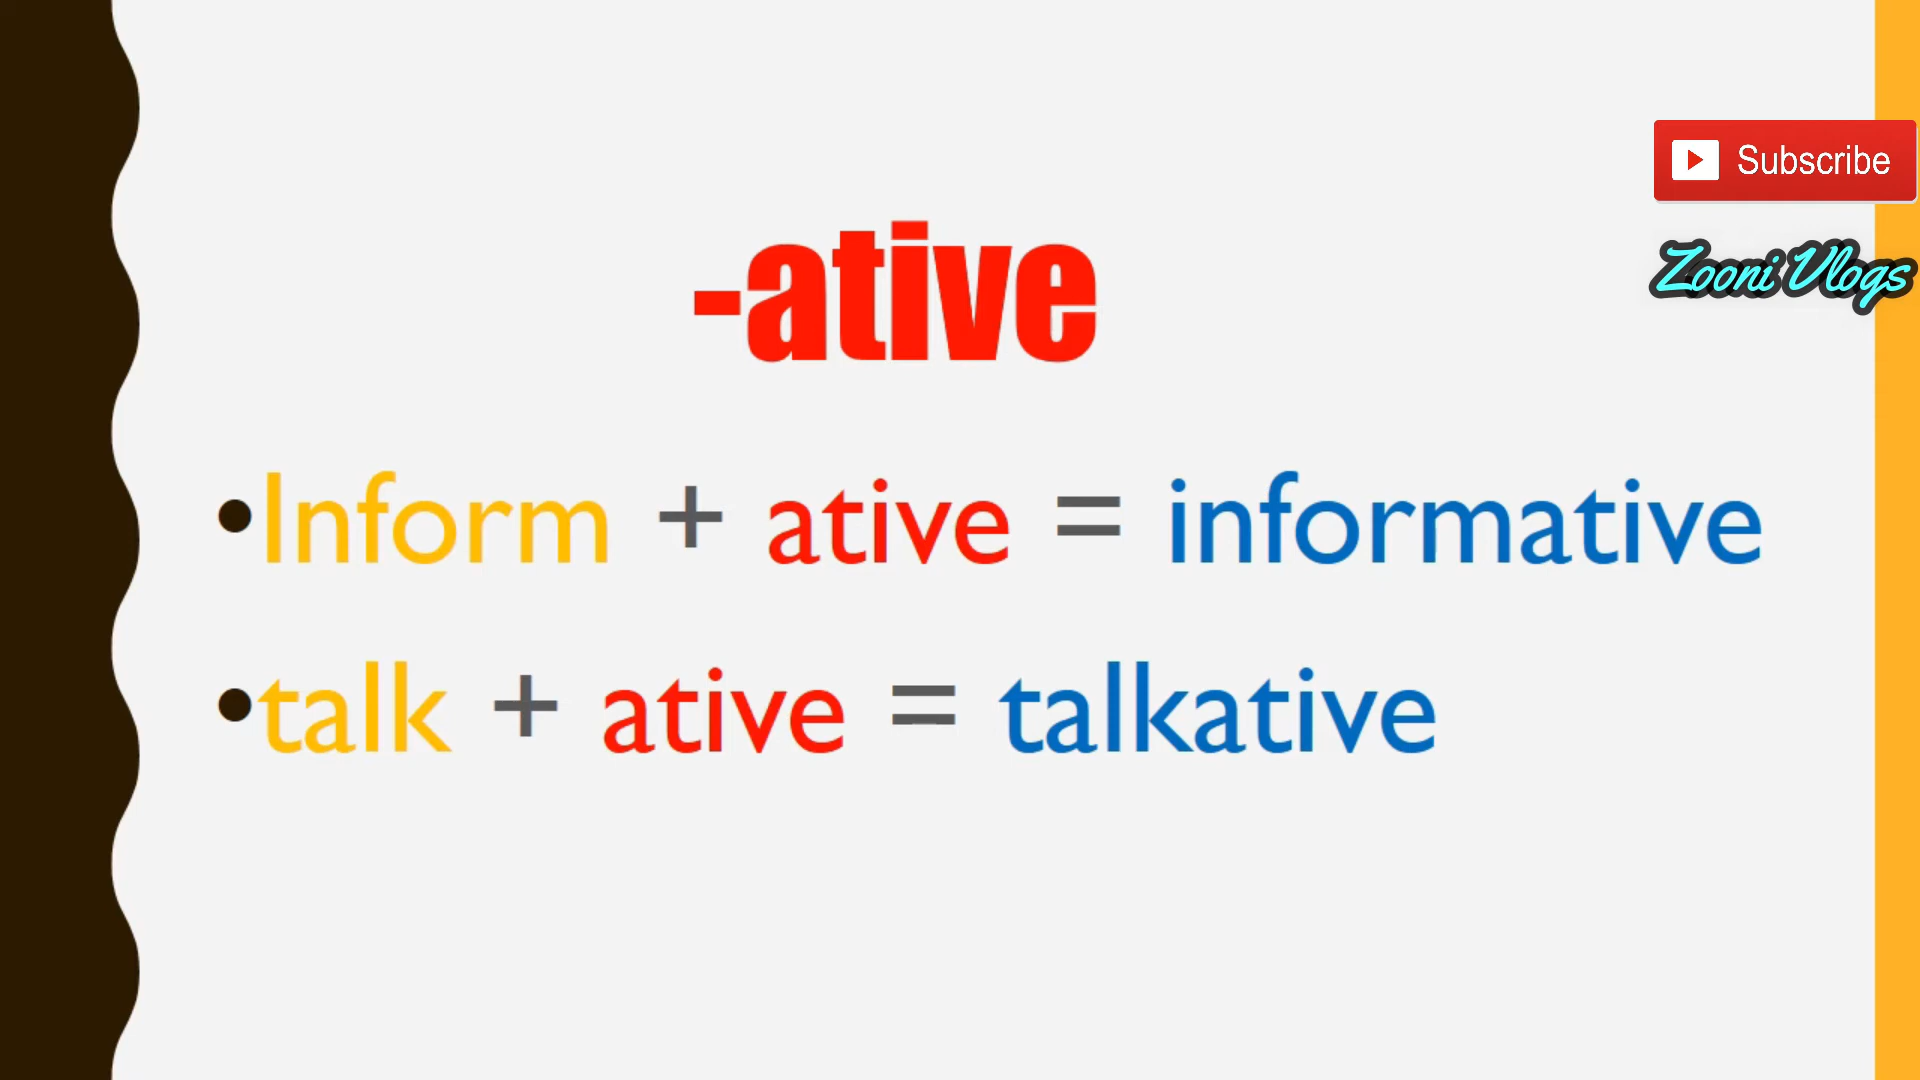 Subscribe
Zooni Vlogs
-ative
•Inform + ative = informative
•talk + ative = talkative